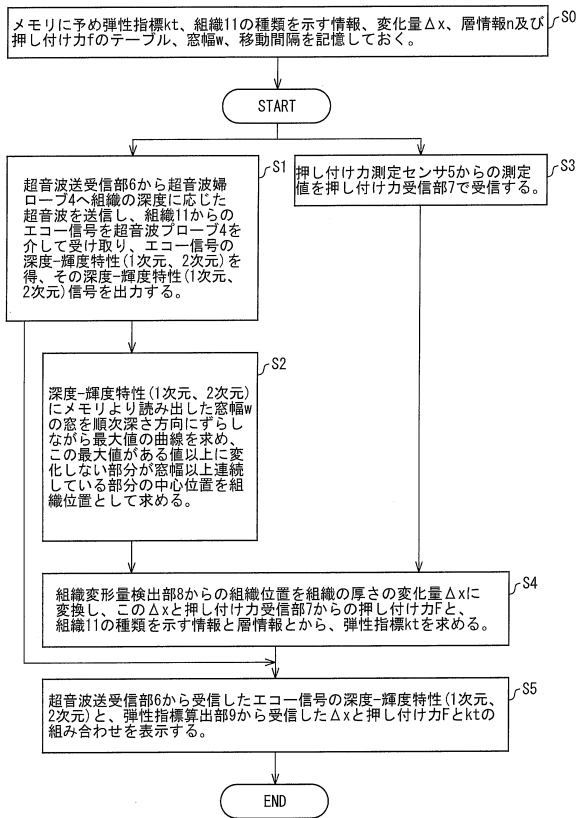 メモリに予め弾性指標kt、組織11の種類を示す情報、変化量Δx、層情報n及び
押し付け力fのテーブル、窓幅w、移動間隔を記憶しておく。
S0
START
S1
超音波送受信部6から超音波婦
ローブ4へ組織の深度に応じた
超音波を送信し、組織11からの
エコー信号を超音波プローブ4を
介して受け取り、エコー信号の
深度-輝度特性(1次元、2次元)を
得、その深度-輝度特性(1次元、
2次元)信号を出力する。
S3
押し付け力測定センサ5からの測定
値を押し付け力受信部7で受信する。
S2
深度-輝度特性(1次元、2次元)
にメモリより読み出した窓幅w
の窓を順次深さ方向にずらし
ながら最大値の曲線を求め、
この最大値がある値以上に変
化しない部分が窓幅以上連続
している部分の中心位置を組
織位置として求める。
S4
組織変形量検出部8からの組織位置を組織の厚さの変化量Δxに
変換し、このΔxと押し付け力受信部7からの押し付け力Fと、
組織11の種類を示す情報と層情報とから、弾性指標ktを求める。
S5
超音波送受信部6から受信したエコー信号の深度-輝度特性(1次元、
2次元)と、弾性指標算出部9から受信したΔxと押し付け力Fとktの
組み合わせを表示する。
END